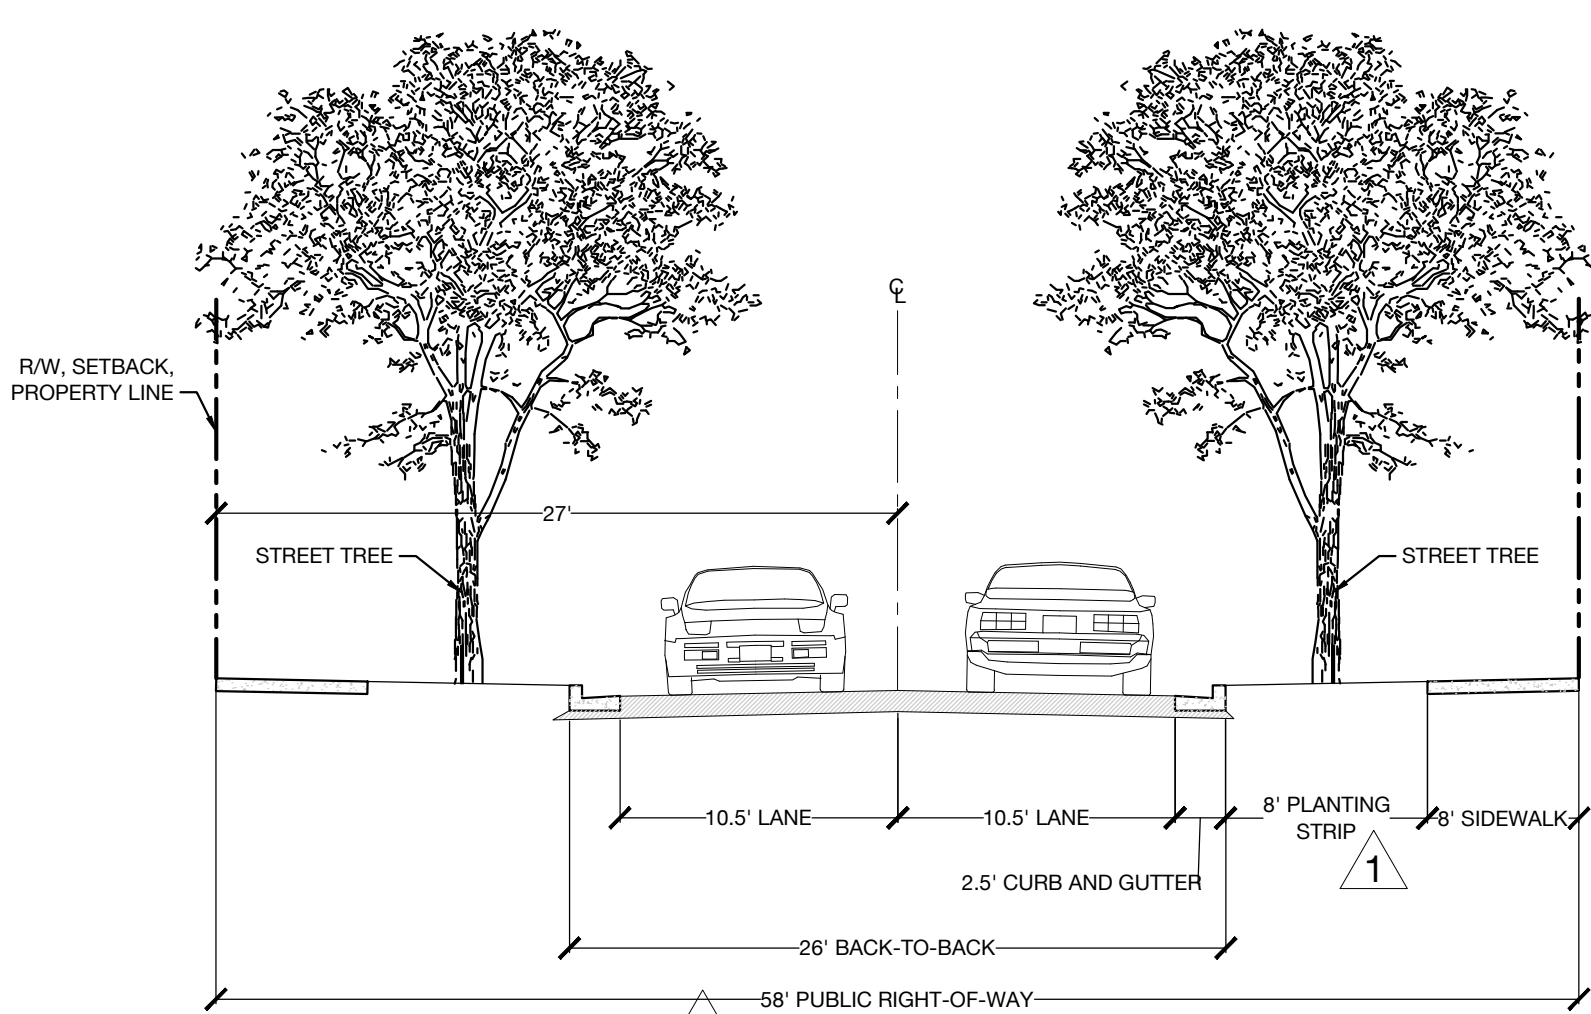 ℄
R/W, SETBACK,
PROPERTY LINE
27'
STREET TREE
STREET TREE
10.5' LANE
10.5' LANE
8' PLANTING
STRIP
8' SIDEWALK
1
2.5' CURB AND GUTTER
26' BACK-TO-BACK
58' PUBLIC RIGHT-OF-WAY